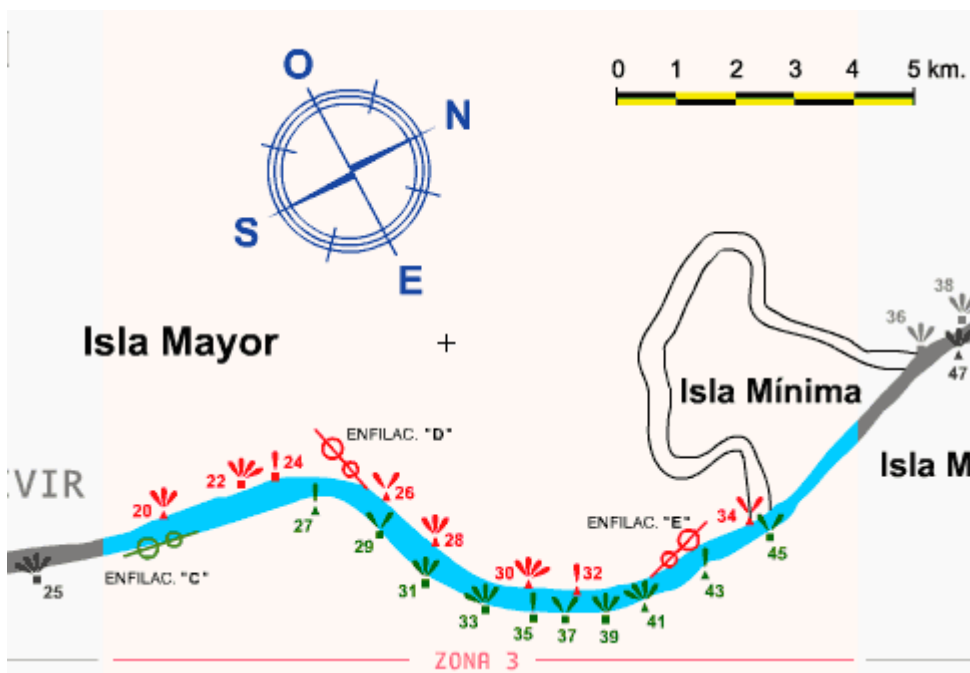 O
N
S
E
0 1 2 3 4 5 km.
Isla Mayor
Isla Mínima
Isla M
VIR
ENFILAC. "D"
ENFILAC. "C"
ENFILAC. "E"
38
36
47
24
22
20
26
27
29
28
25
31
33
30
32
35
37
39
41
34
43
45
ZONA 3